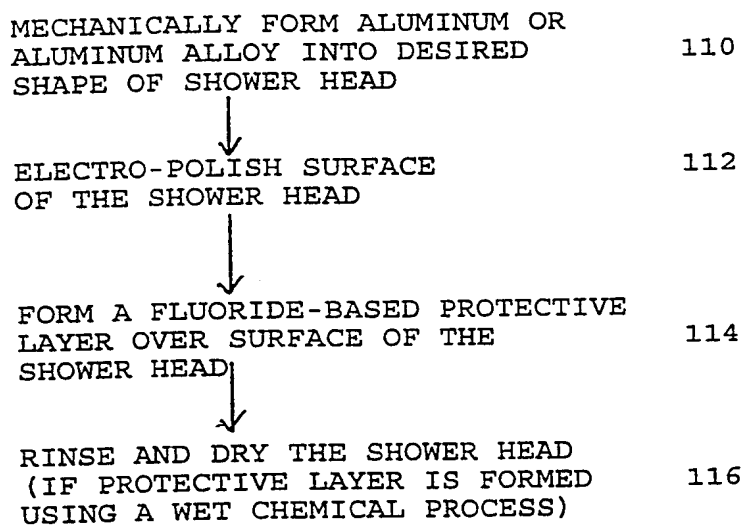 MECHANICALLY FORM ALUMINUM OR
ALUMINUM ALLOY INTO DESIRED 110
SHAPE OF SHOWER HEAD
ELECTRO-POLISH SURFACE 112
OF THE SHOWER HEAD
FORM A FLUORIDE-BASED PROTECTIVE
LAYER OVER SURFACE OF THE 114
SHOWER HEAD
RINSE AND DRY THE SHOWER HEAD
(IF PROTECTIVE LAYER IS FORMED 116
USING A WET CHEMICAL PROCESS)